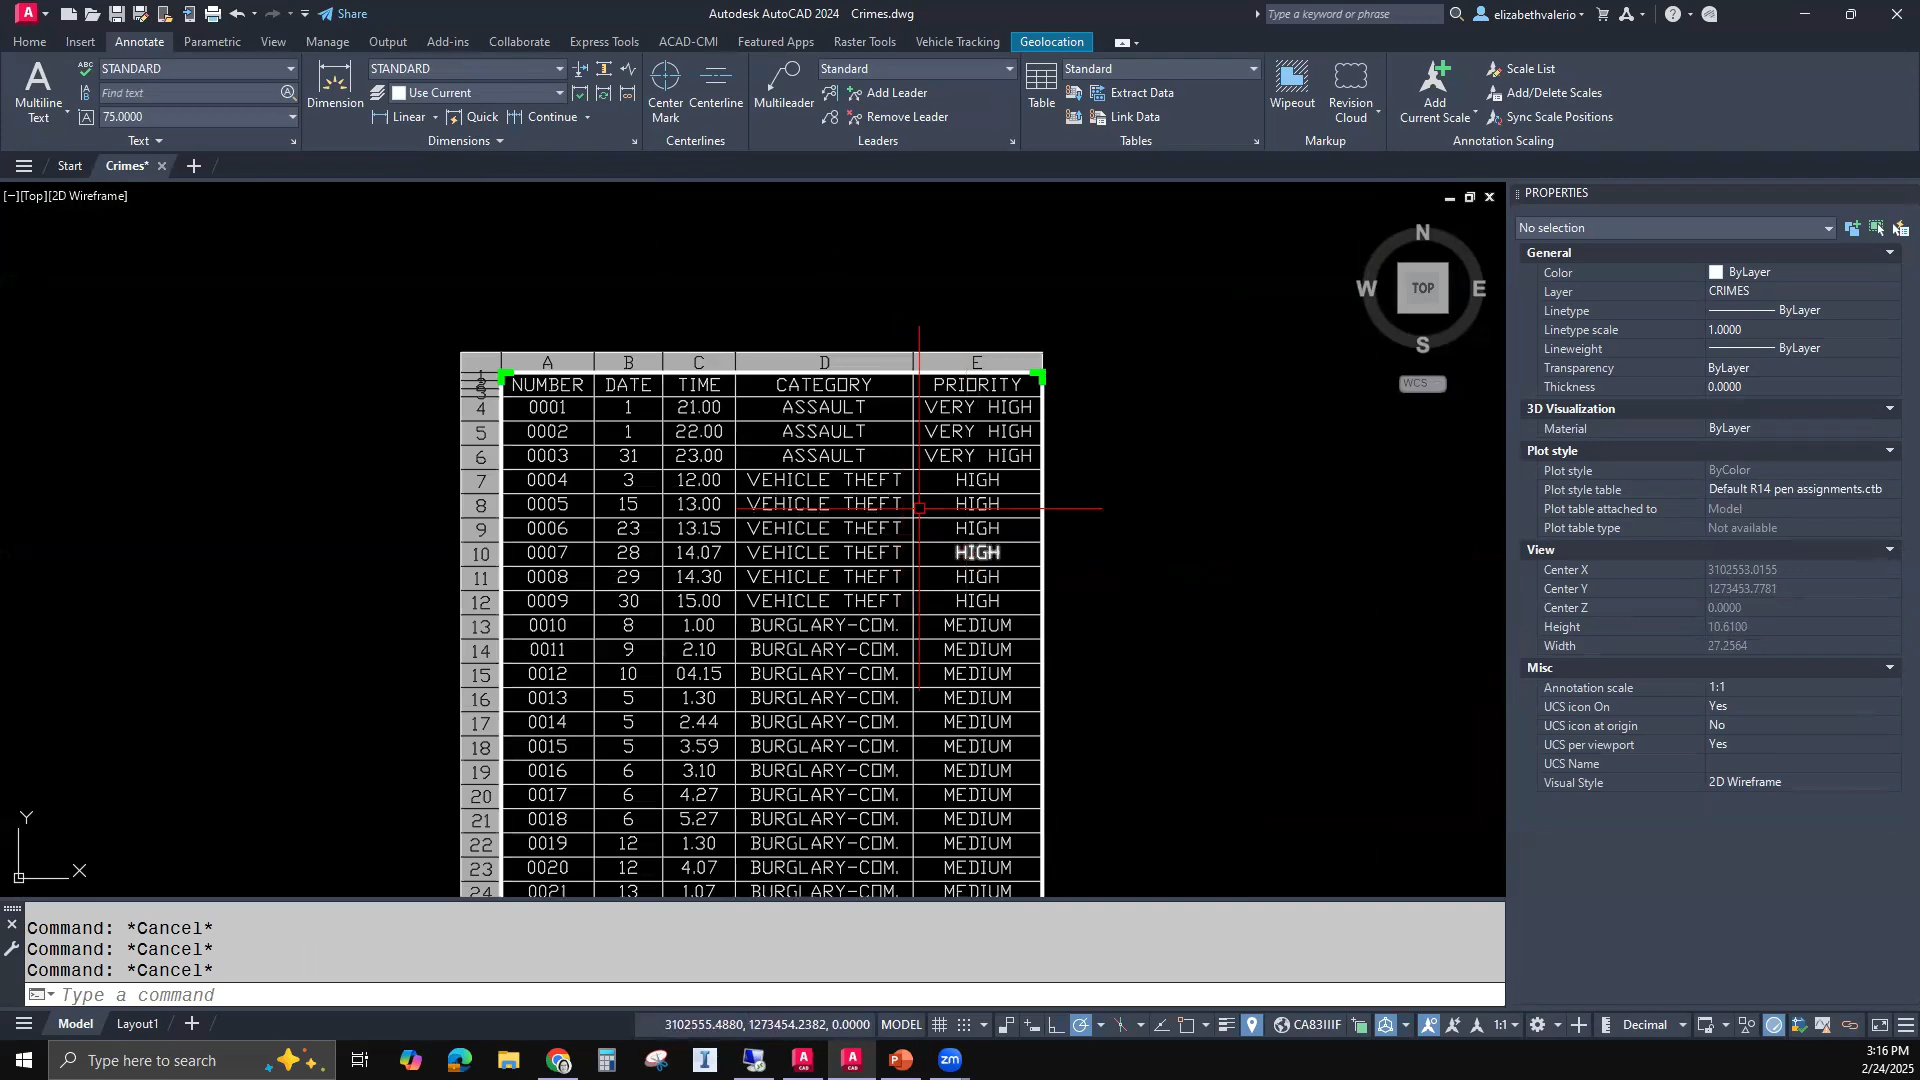 Share Autodesk AutoCAD 2024 Crimes.dwg Type a keyword or phrase elizabethvalerio
Home Insert Annotate Parametric View Manage Output Add-ins Collaborate Express Tools ACAD-CMI Featured Apps Raster Tools Vehicle Tracking Geolocation
Multiline Text
ABC STANDARD
Find text
75.0000
Text
Dimension
STANDARD
Use Current
Linear Quick Continue
Dimensions
Center Mark Centerline
Centerlines
Multileader
Standard
Add Leader
Remove Leader
Leaders
Table
Standard
Extract Data
Link Data
Tables
Wipeout Revision Cloud
Markup
Add Current Scale
Scale List
Add/Delete Scales
Sync Scale Positions
Annotation Scaling
Start Crimes*
[−][Top][2D Wireframe]
N
W TOP E
S
WCS
A B C D E
1
2 NUMBER DATE TIME CATEGORY PRIORITY
3
4 0001 1 21.00 ASSAULT VERY HIGH
5 0002 1 22.00 ASSAULT VERY HIGH
6 0003 31 23.00 ASSAULT VERY HIGH
7 0004 3 12.00 VEHICLE THEFT HIGH
8 0005 15 13.00 VEHICLE THEFT HIGH
9 0006 23 13.15 VEHICLE THEFT HIGH
10 0007 28 14.07 VEHICLE THEFT HIGH
11 0008 29 14.30 VEHICLE THEFT HIGH
12 0009 30 15.00 VEHICLE THEFT HIGH
13 0010 8 1.00 BURGLARY-COM. MEDIUM
14 0011 9 2.10 BURGLARY-COM. MEDIUM
15 0012 10 04.15 BURGLARY-COM. MEDIUM
16 0013 5 1.30 BURGLARY-COM. MEDIUM
17 0014 5 2.44 BURGLARY-COM. MEDIUM
18 0015 5 3.59 BURGLARY-COM. MEDIUM
19 0016 6 3.10 BURGLARY-COM. MEDIUM
20 0017 6 4.27 BURGLARY-COM. MEDIUM
21 0018 6 5.27 BURGLARY-COM. MEDIUM
22 0019 12 1.30 BURGLARY-COM. MEDIUM
23 0020 12 4.07 BURGLARY-COM. MEDIUM
24 0021 13 1.07 BURGLARY-COM. MEDIUM
Y
X
PROPERTIES
No selection
General
Color ByLayer
Layer CRIMES
Linetype ByLayer
Linetype scale 1.0000
Lineweight ByLayer
Transparency ByLayer
Thickness 0.0000
3D Visualization
Material ByLayer
Plot style
Plot style ByColor
Plot style table Default R14 pen assignments.ctb
Plot table attached to Model
Plot table type Not available
View
Center X 3102553.0155
Center Y 1273453.7781
Center Z 0.0000
Height 10.6100
Width 27.2564
Misc
Annotation scale 1:1
UCS icon On Yes
UCS icon at origin No
UCS per viewport Yes
UCS Name
Visual Style 2D Wireframe
Command: *Cancel*
Command: *Cancel*
Command: *Cancel*
Type a command
Model Layout1 3102555.4880, 1273454.2382, 0.0000 MODEL CA83IIIF 1:1 Decimal
Type here to search
3:16 PM
2/24/2025